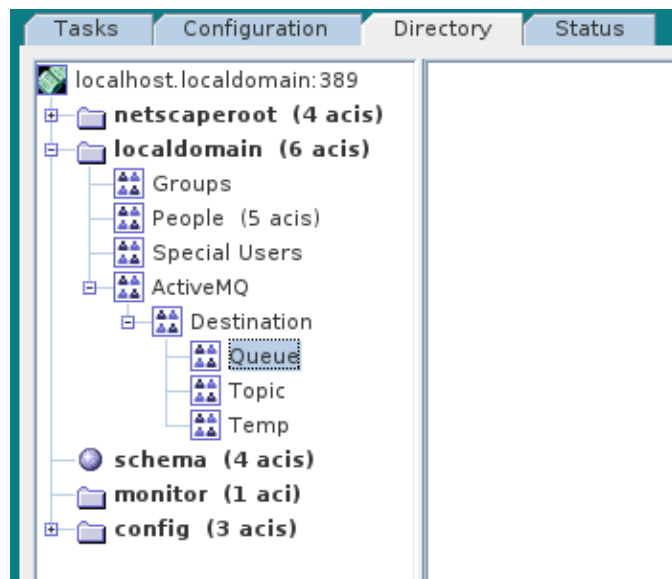 Tasks Configuration Directory Status
localhost.localdomain:389
netscaperoot (4 acis)
localdomain (6 acis)
Groups
People (5 acis)
Special Users
ActiveMQ
Destination
Queue
Topic
Temp
schema (4 acis)
monitor (1 aci)
config (3 acis)